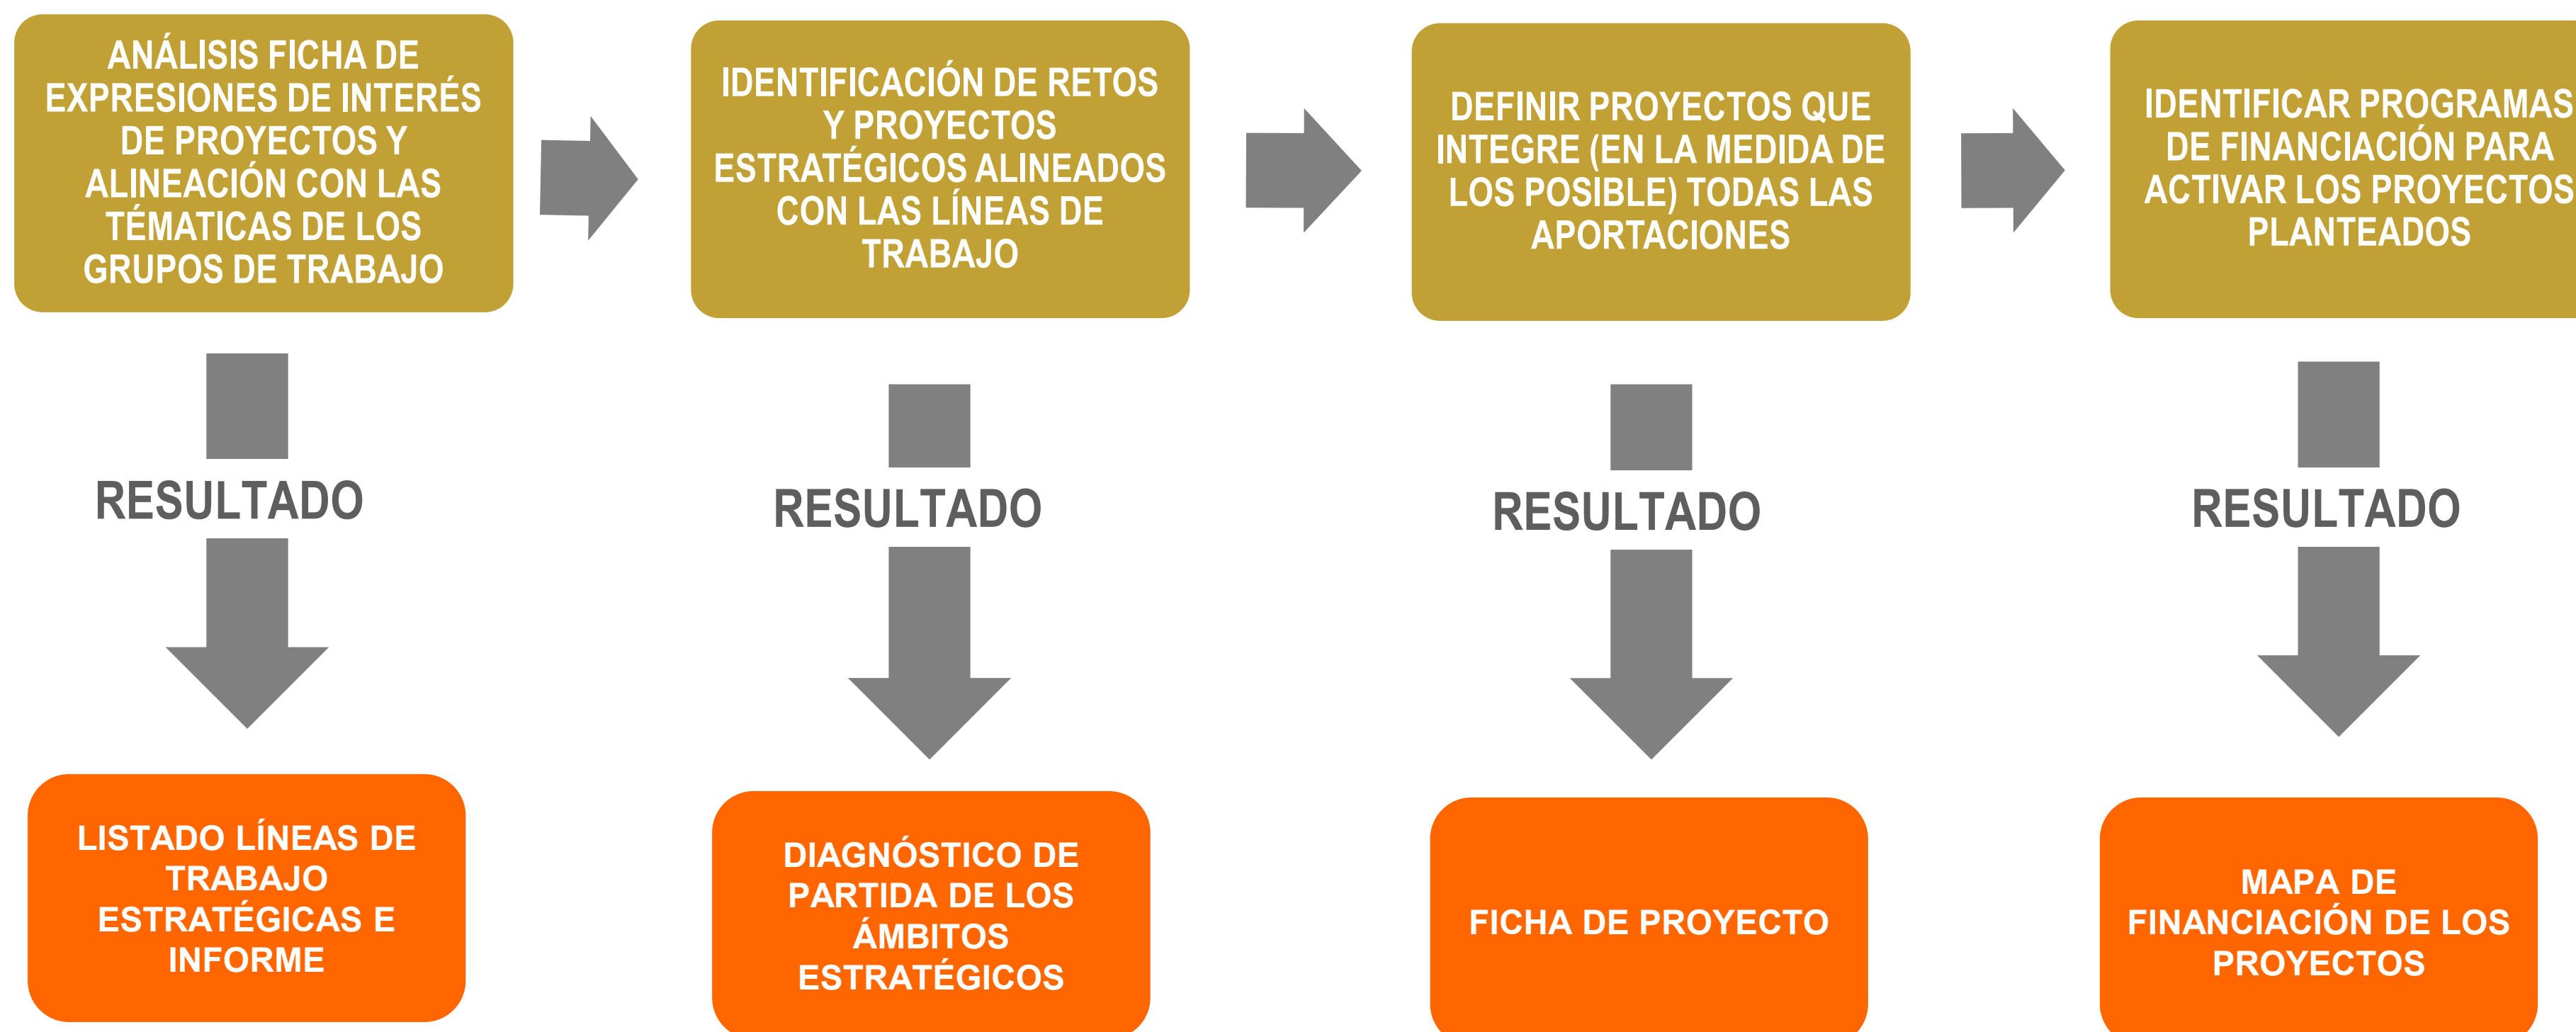 ANÁLISIS FICHA DE
EXPRESIONES DE INTERÉS
DE PROYECTOS Y
ALINEACIÓN CON LAS
TÉMATICAS DE LOS
GRUPOS DE TRABAJO
IDENTIFICACIÓN DE RETOS
Y PROYECTOS
ESTRATÉGICOS ALINEADOS
CON LAS LÍNEAS DE
TRABAJO
DEFINIR PROYECTOS QUE
INTEGRE (EN LA MEDIDA DE
LOS POSIBLE) TODAS LAS
APORTACIONES
IDENTIFICAR PROGRAMAS
DE FINANCIACIÓN PARA
ACTIVAR LOS PROYECTOS
PLANTEADOS
RESULTADO
RESULTADO
RESULTADO
RESULTADO
LISTADO LÍNEAS DE
TRABAJO
ESTRATÉGICAS E
INFORME
DIAGNÓSTICO DE
PARTIDA DE LOS
ÁMBITOS
ESTRATÉGICOS
FICHA DE PROYECTO
MAPA DE
FINANCIACIÓN DE LOS
PROYECTOS